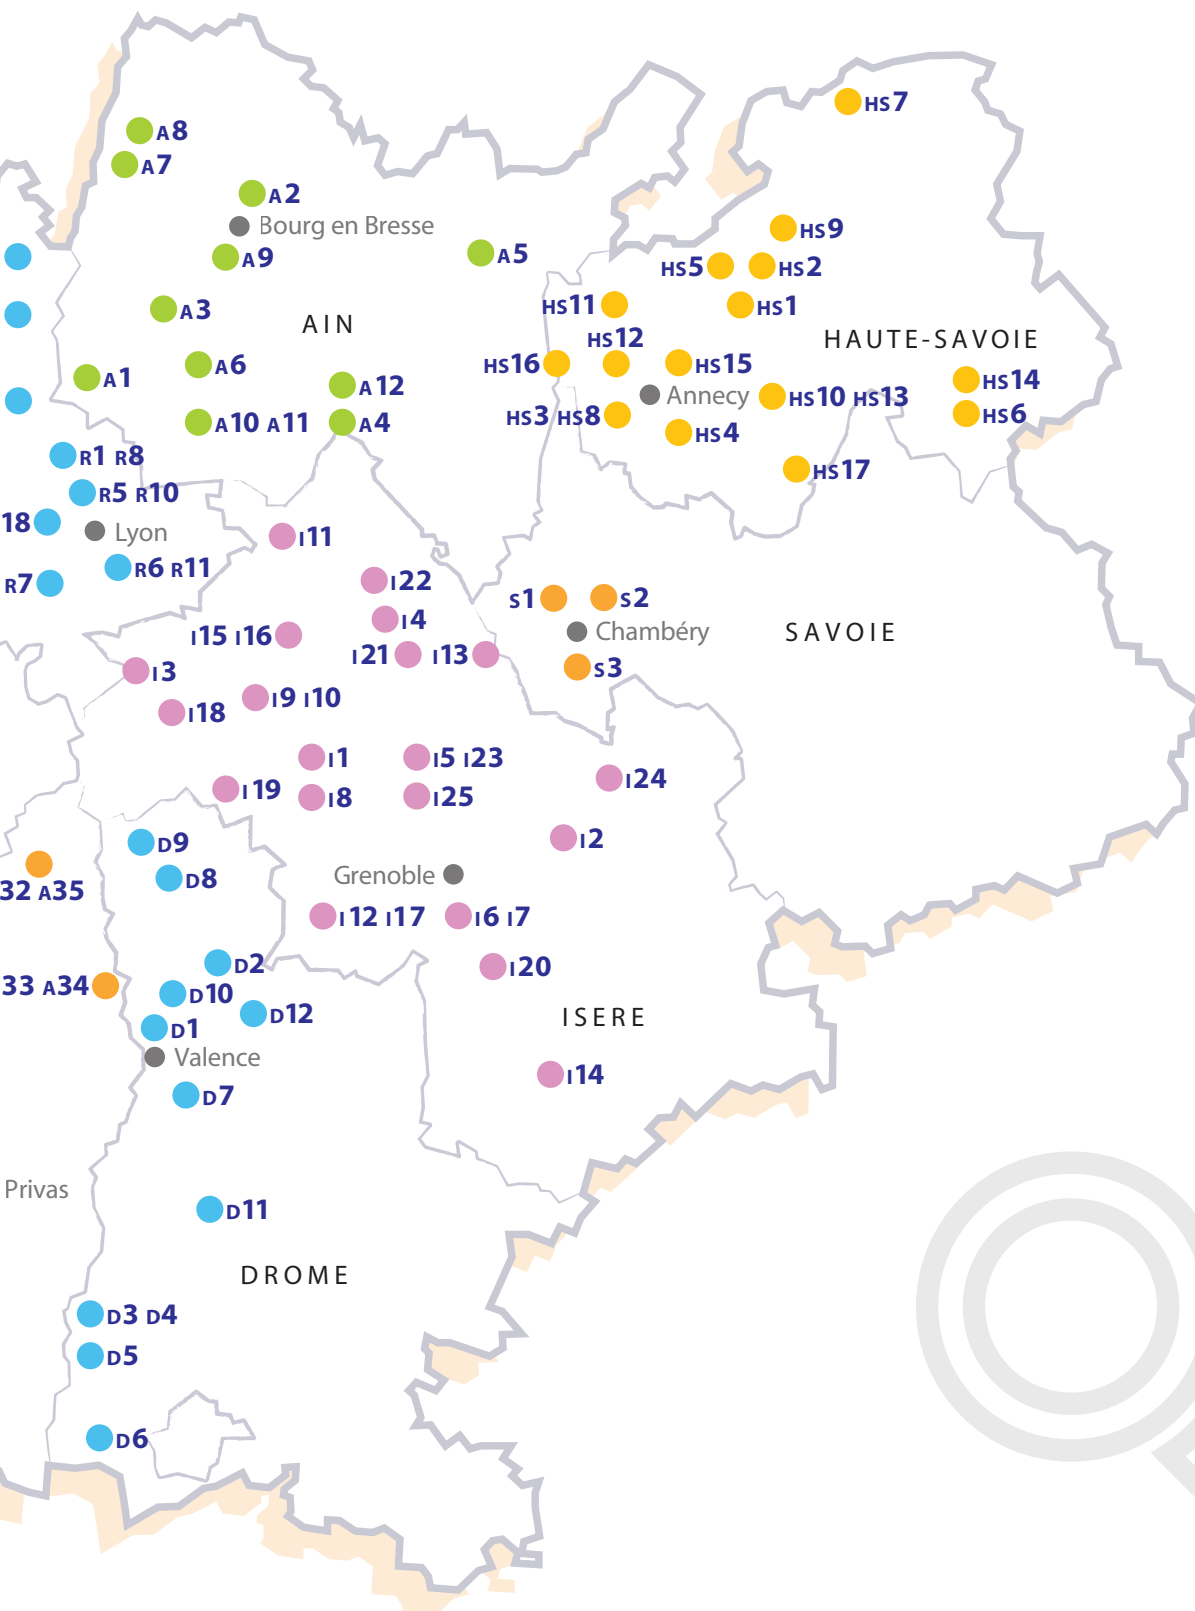 HS7
A8
A7
A2
Bourg en Bresse
HS9
A9
A5
HS5
HS2
HS11
HS1
A3
AIN
HS12
HAUTE-SAVOIE
HS16
HS15
A6
A1
A12
HS14
Annecy
HS10 HS13
HS3 HS8
HS6
A10 A11
A4
HS4
R1 R8
HS17
R5 R10
18
Lyon
I11
R6 R11
R7
I22
S1
S2
I4
I15 I16
Chambéry
SAVOIE
I21
I13
I3
S3
I9 I10
I18
I1
I5 I23
I24
I19
I8
I25
D9
I2
D8
Grenoble
32 A35
I12 I17
I6 I7
D2
I20
33 A34
D10
D12
ISERE
D1
Valence
I14
D7
Privas
D11
DROME
D3 D4
D5
D6